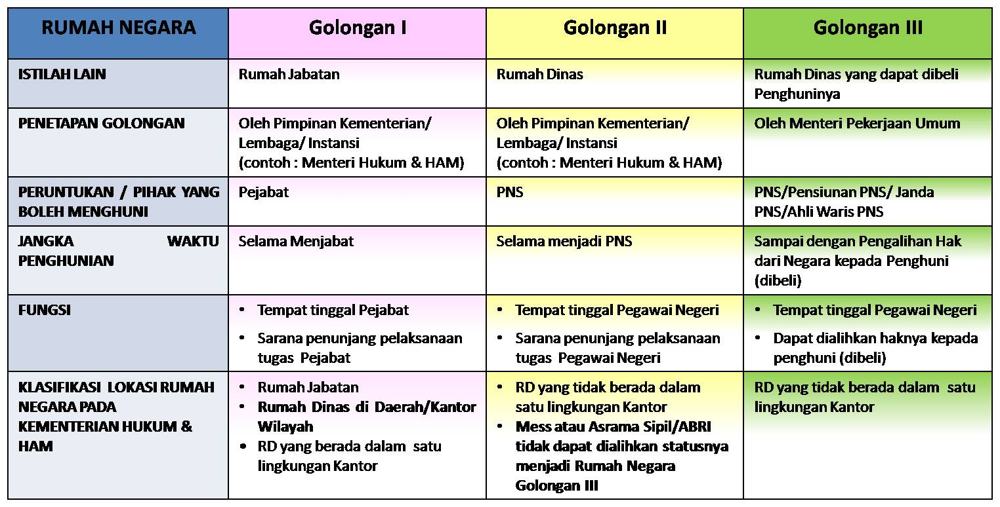 RUMAH NEGARA
Golongan I
Golongan II
Golongan III
ISTILAH LAIN
Rumah Jabatan
Rumah Dinas
Rumah Dinas yang dapat dibeli
Penghuninya
PENETAPAN GOLONGAN
Oleh Pimpinan Kementerian/
Lembaga/ Instansi
(contoh : Menteri Hukum & HAM)
Oleh Pimpinan Kementerian/
Lembaga/ Instansi
(contoh : Menteri Hukum & HAM)
Oleh Menteri Pekerjaan Umum
PERUNTUKAN / PIHAK YANG
BOLEH MENGHUNI
Pejabat
PNS
PNS/Pensiunan PNS/ Janda
PNS/Ahli Waris PNS
JANGKA WAKTU
PENGHUNIAN
Selama Menjabat
Selama menjadi PNS
Sampai dengan Pengalihan Hak
dari Negara kepada Penghuni
(dibeli)
FUNGSI
• Tempat tinggal Pejabat
• Sarana penunjang pelaksanaan
tugas Pejabat
• Tempat tinggal Pegawai Negeri
• Sarana penunjang pelaksanaan
tugas Pegawai Negeri
• Tempat tinggal Pegawai Negeri
• Dapat dialihkan haknya kepada
penghuni (dibeli)
KLASIFIKASI LOKASI RUMAH
NEGARA PADA
KEMENTERIAN HUKUM &
HAM
• Rumah Jabatan
• Rumah Dinas di Daerah/Kantor
Wilayah
• RD yang berada dalam satu
lingkungan Kantor
• RD yang tidak berada dalam
satu lingkungan Kantor
• Mess atau Asrama Sipil/ABRI
tidak dapat dialihkan statusnya
menjadi Rumah Negara
Golongan III
RD yang tidak berada dalam satu
lingkungan Kantor